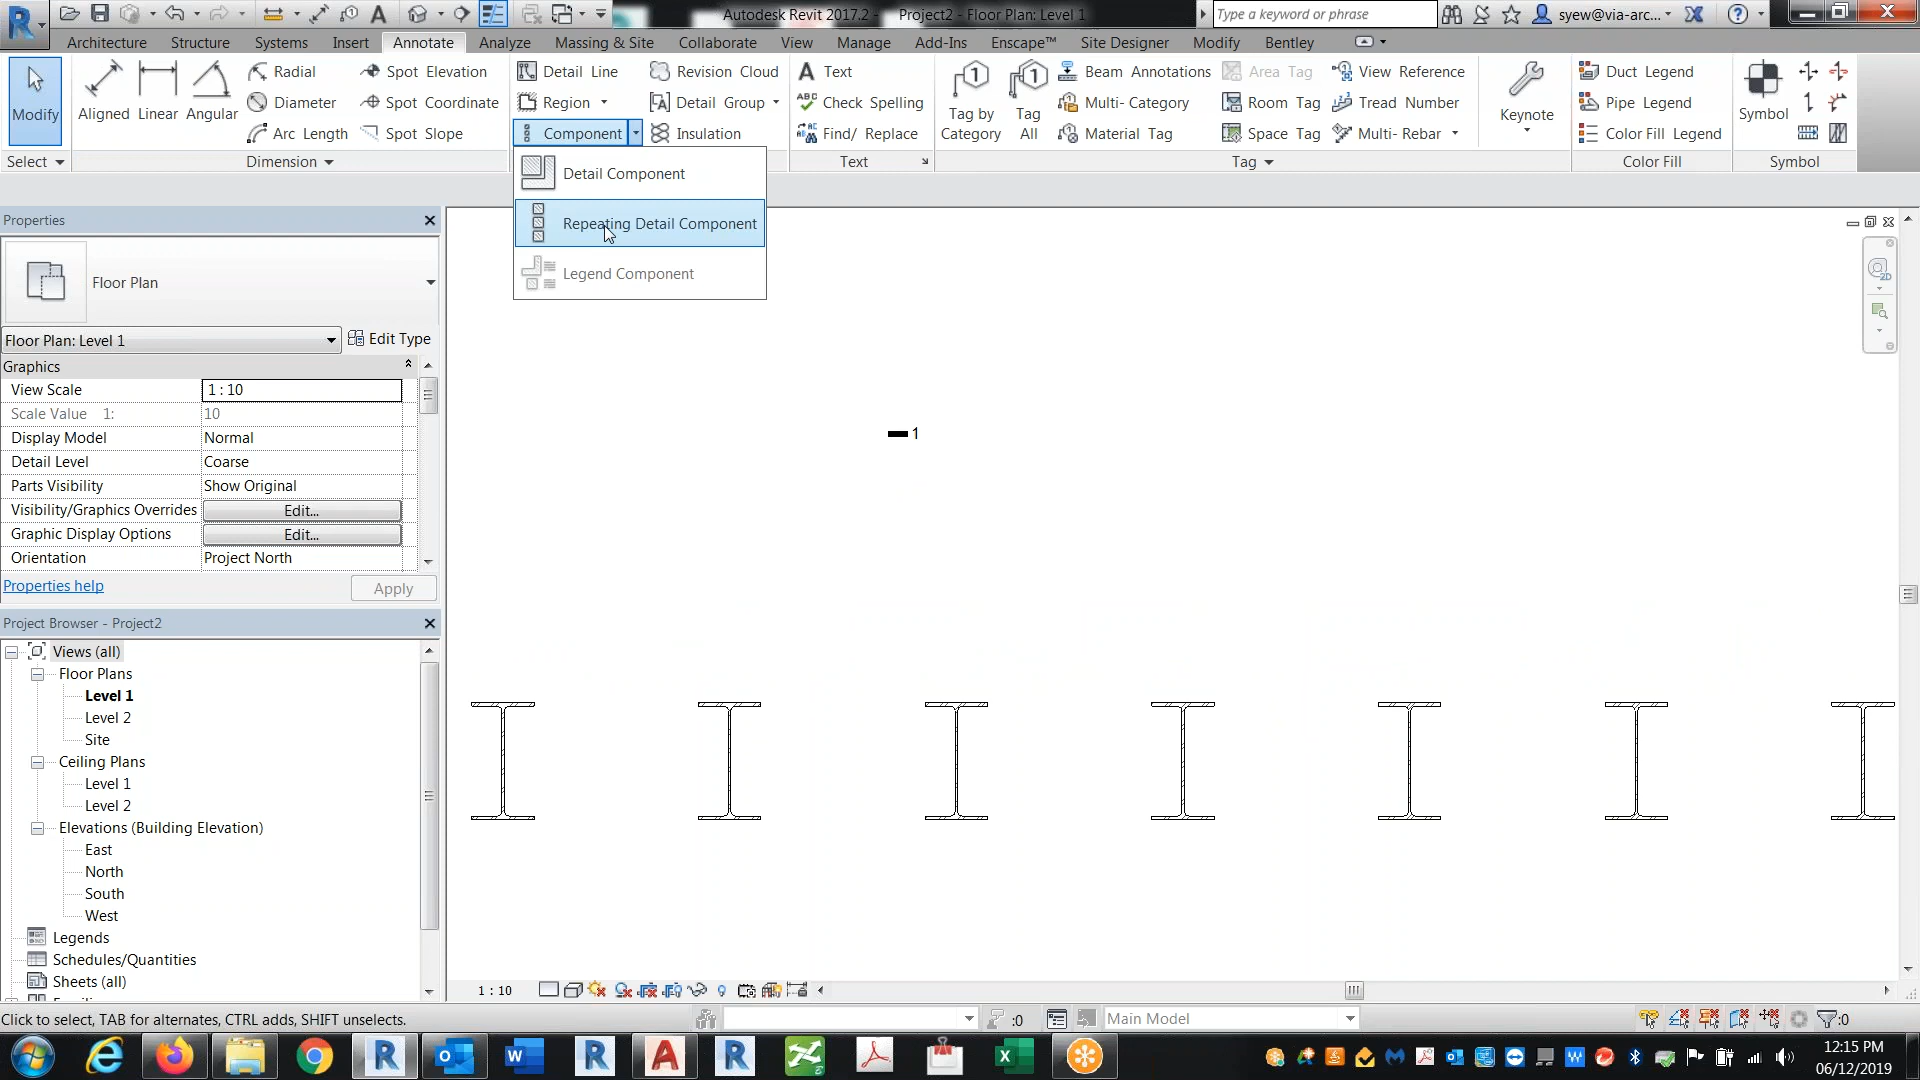 Autodesk Revit 2017.2 - Project2 - Floor Plan: Level 1
Type a keyword or phrase
syew@via-arc...
Architecture Structure Systems Insert Annotate Analyze Massing & Site Collaborate View Manage Add-Ins Enscape™ Site Designer Modify Bentley
Modify
Aligned Linear Angular
Radial
Diameter
Arc Length
Spot Elevation
Spot Coordinate
Spot Slope
Detail Line
Region
Component
Revision Cloud
Detail Group
Insulation
Text
Check Spelling
Find/ Replace
Tag by Category
Tag All
Beam Annotations
Multi- Category
Material Tag
Area Tag
Room Tag
Space Tag
View Reference
Tread Number
Multi- Rebar
Keynote
Duct Legend
Pipe Legend
Color Fill Legend
Symbol
Select Dimension Text Tag Color Fill Symbol
Detail Component
Repeating Detail Component
Legend Component
Properties
Floor Plan
Floor Plan: Level 1 Edit Type
Graphics
View Scale 1 : 10
Scale Value 1: 10
Display Model Normal
Detail Level Coarse
Parts Visibility Show Original
Visibility/Graphics Overrides Edit...
Graphic Display Options Edit...
Orientation Project North
Properties help Apply
1
Project Browser - Project2
Views (all)
Floor Plans
Level 1
Level 2
Site
Ceiling Plans
Level 1
Level 2
Elevations (Building Elevation)
East
North
South
West
Legends
Schedules/Quantities
Sheets (all)
1 : 10
Click to select, TAB for alternates, CTRL adds, SHIFT unselects.
:0
Main Model
:0
12:15 PM
06/12/2019